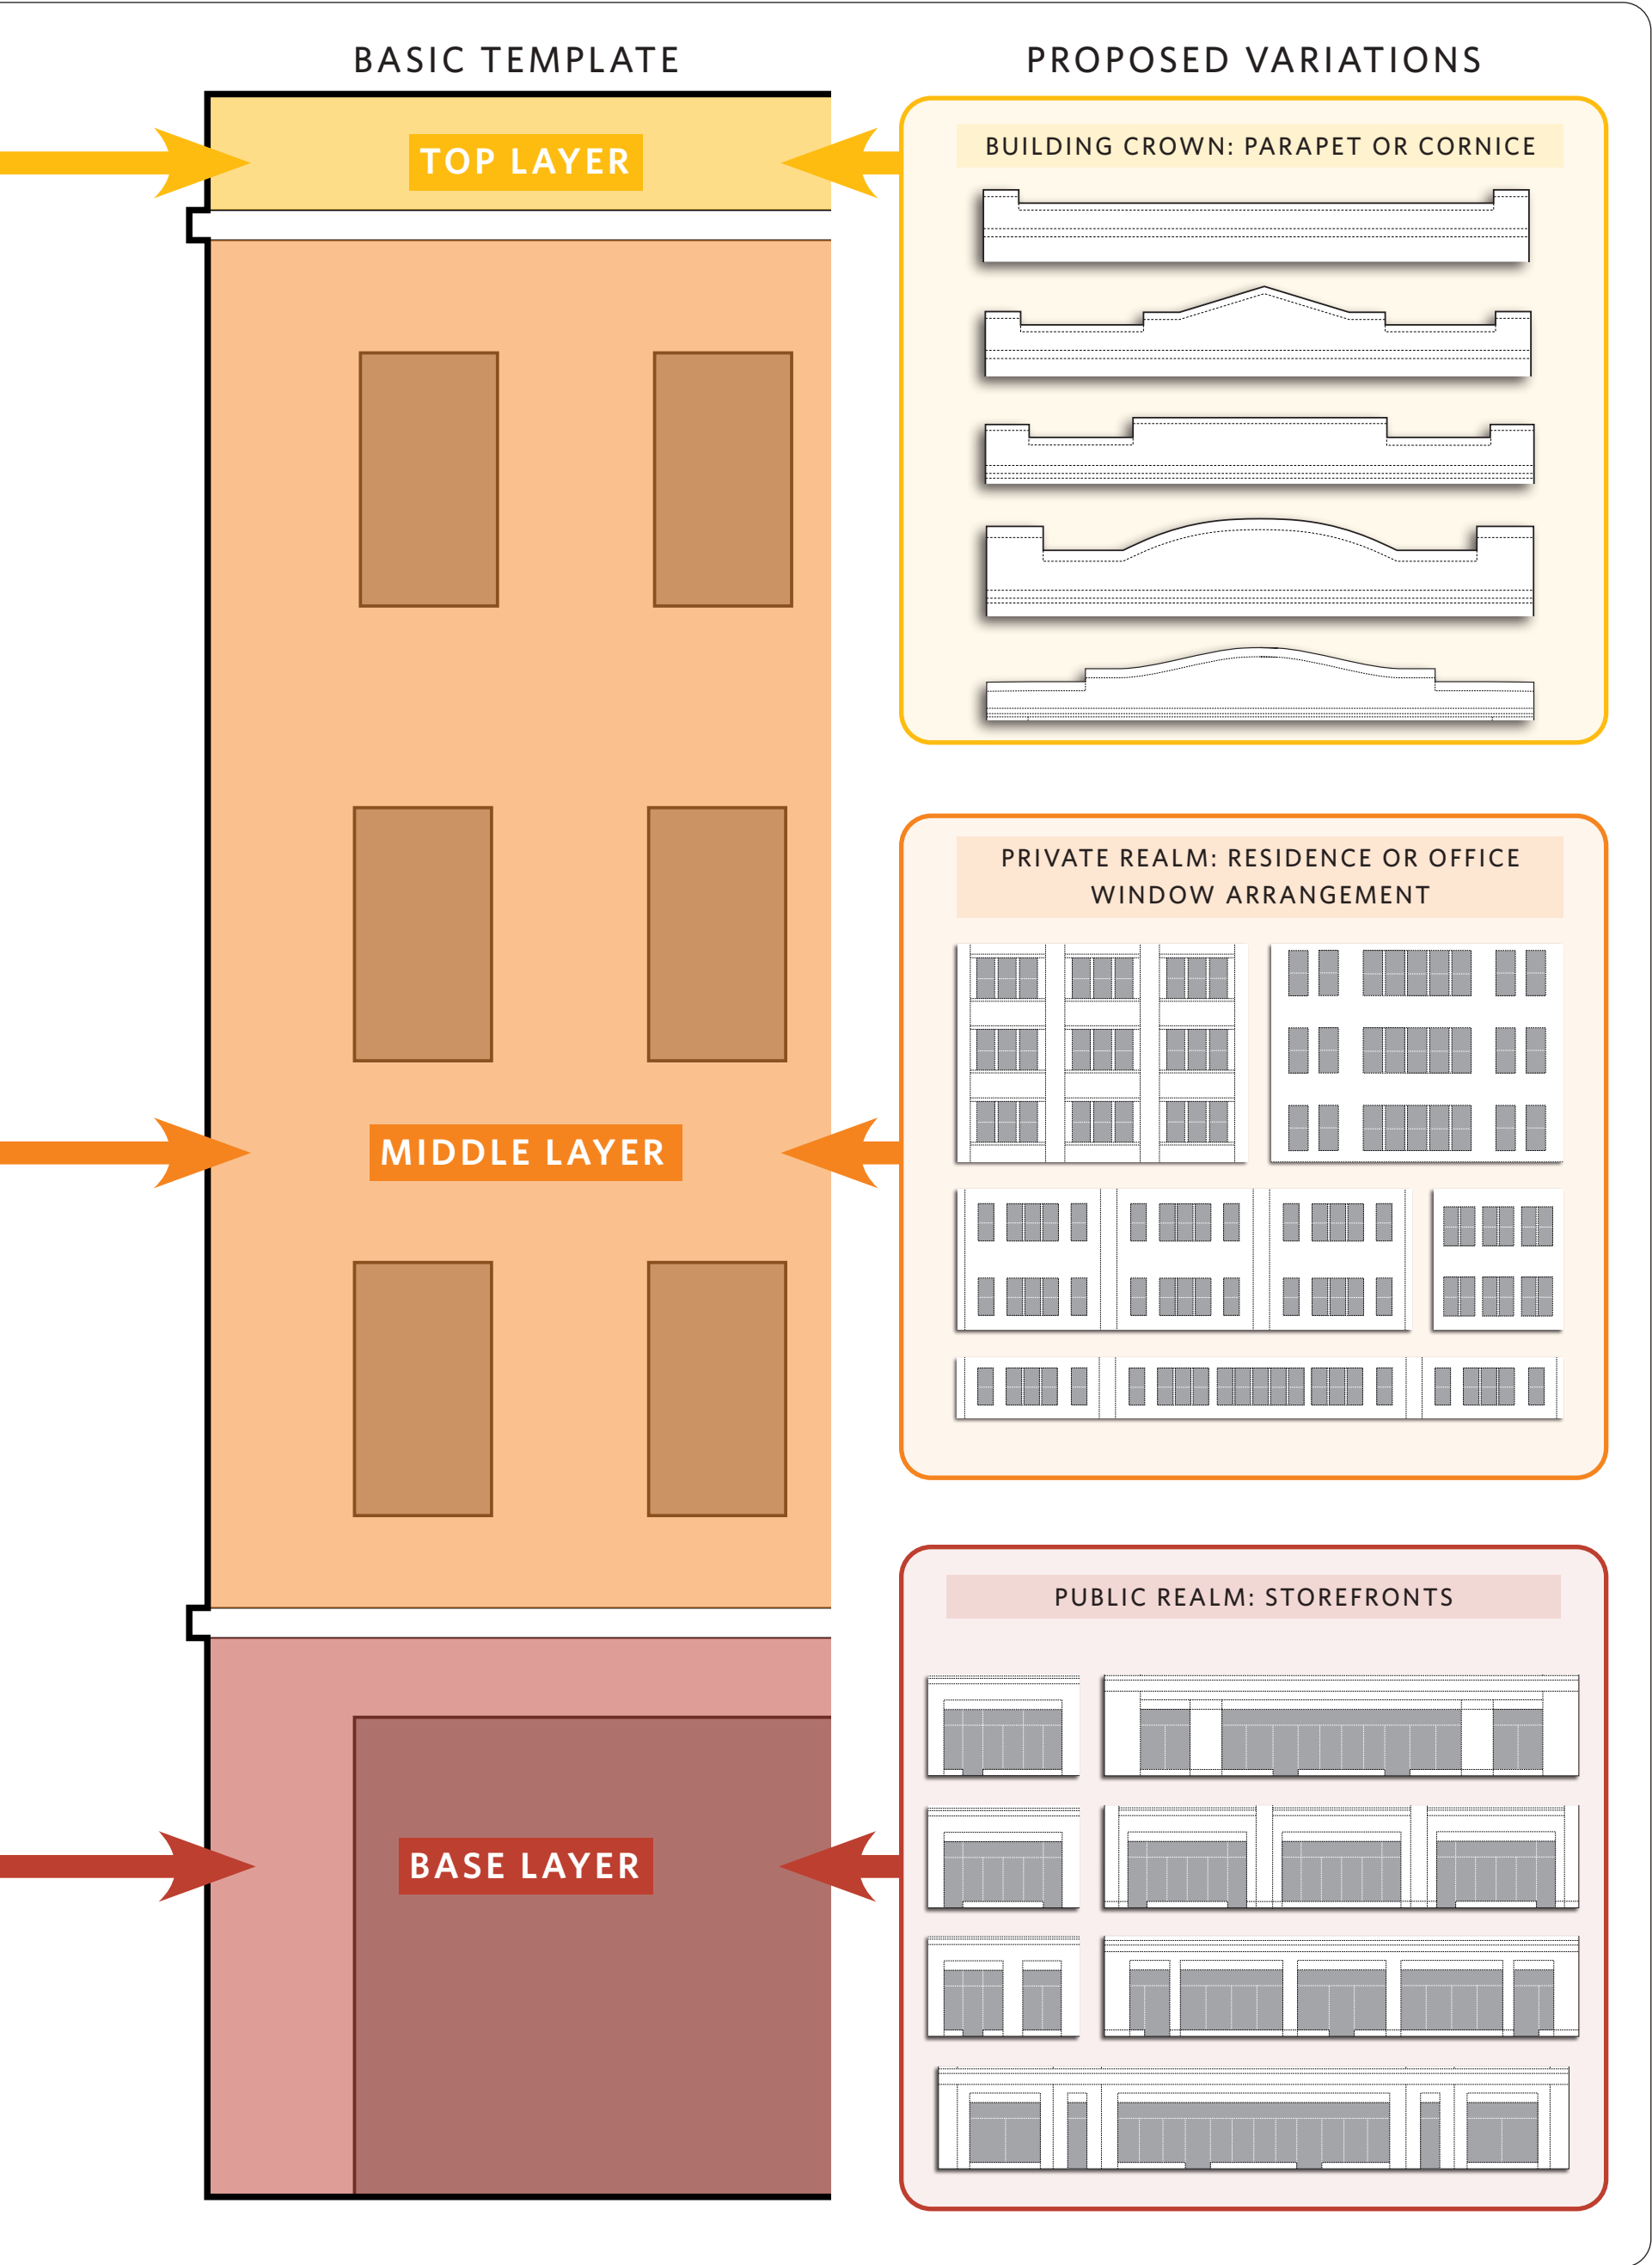 BASIC TEMPLATE
PROPOSED VARIATIONS
TOP LAYER
BUILDING CROWN: PARAPET OR CORNICE
MIDDLE LAYER
PRIVATE REALM: RESIDENCE OR OFFICE
WINDOW ARRANGEMENT
BASE LAYER
PUBLIC REALM: STOREFRONTS